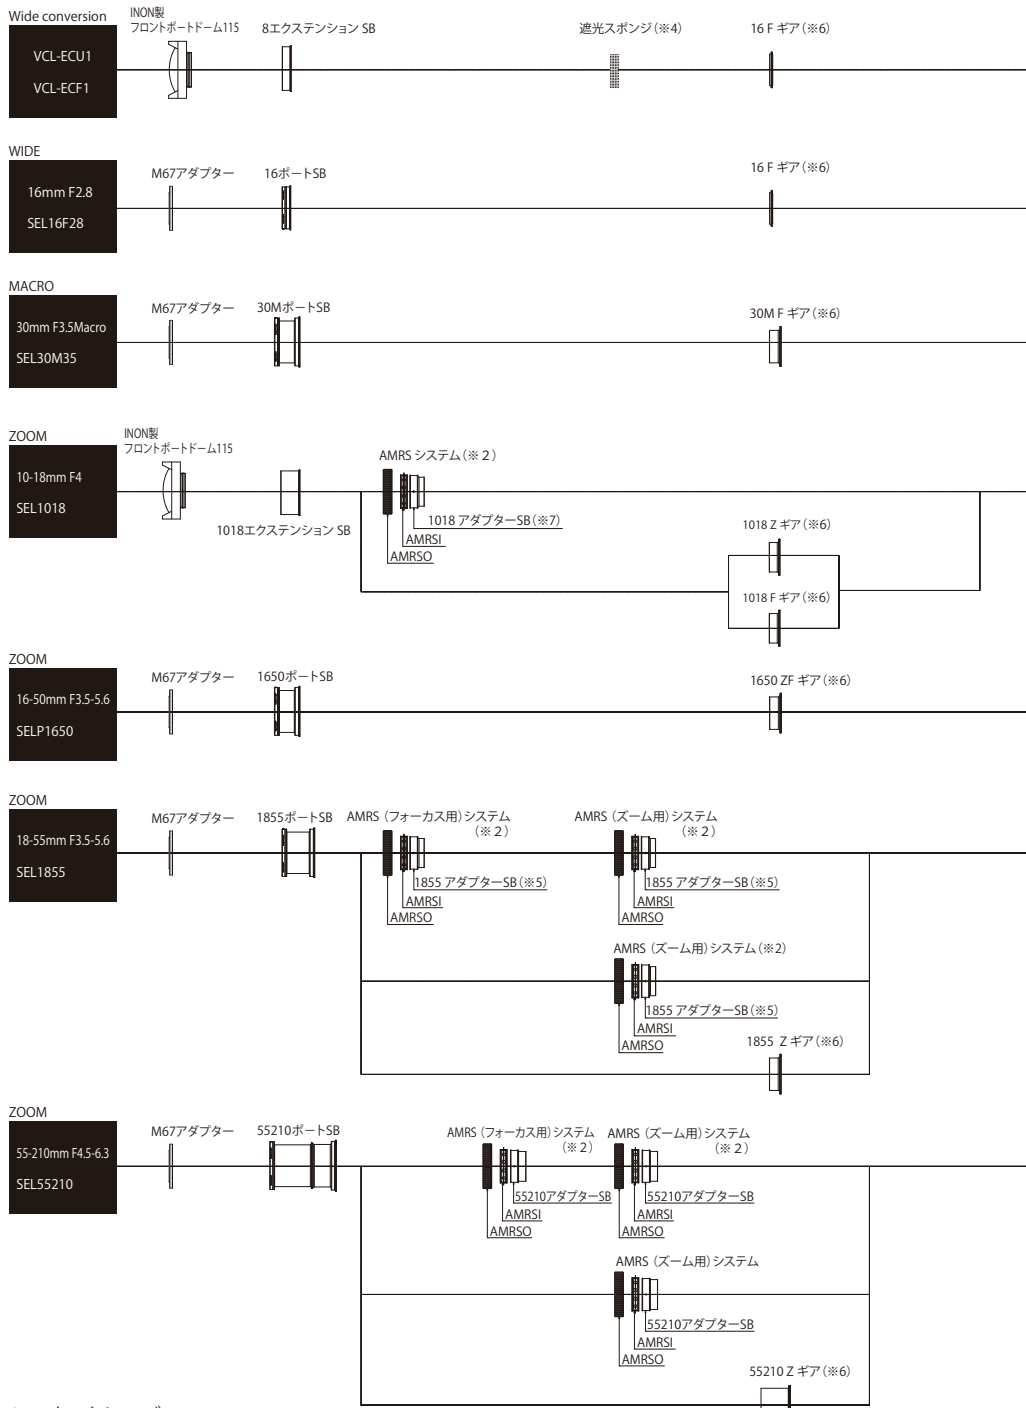 Wide conversion
VCL-ECU1
VCL-ECF1
INON製
フロントポートドーム115
8エクステンション SB
遮光スポンジ(※4)
16 F ギア(※6)
WIDE
16mm F2.8
SEL16F28
M67アダプター
16ポートSB
16 F ギア(※6)
MACRO
30mm F3.5Macro
SEL30M35
M67アダプター
30MポートSB
30M F ギア(※6)
ZOOM
10-18mm F4
SEL1018
INON製
フロントポートドーム115
1018エクステンション SB
AMRS システム(※ 2)
1018 アダプターSB(※7)
AMRSI
AMRSO
1018 Z ギア(※6)
1018 F ギア(※6)
ZOOM
16-50mm F3.5-5.6
SELP1650
M67アダプター
1650ポートSB
1650 ZF ギア(※6)
ZOOM
18-55mm F3.5-5.6
SEL1855
M67アダプター
1855ポートSB
AMRS (フォーカス用)システム
(※ 2)
1855 アダプターSB(※5)
AMRSI
AMRSO
AMRS (ズーム用)システム
(※ 2)
1855 アダプターSB(※5)
AMRSI
AMRSO
AMRS (ズーム用)システム(※2)
1855 アダプターSB(※5)
AMRSI
AMRSO
1855 Z ギア(※6)
ZOOM
55-210mm F4.5-6.3
SEL55210
M67アダプター
55210ポートSB
AMRS (フォーカス用)システム
(※ 2)
55210アダプターSB
AMRSI
AMRSO
AMRS (ズーム用)システム
(※ 2)
55210アダプターSB
AMRSI
AMRSO
AMRS (ズーム用)システム
55210アダプターSB
AMRSI
AMRSO
55210 Z ギア(※6)